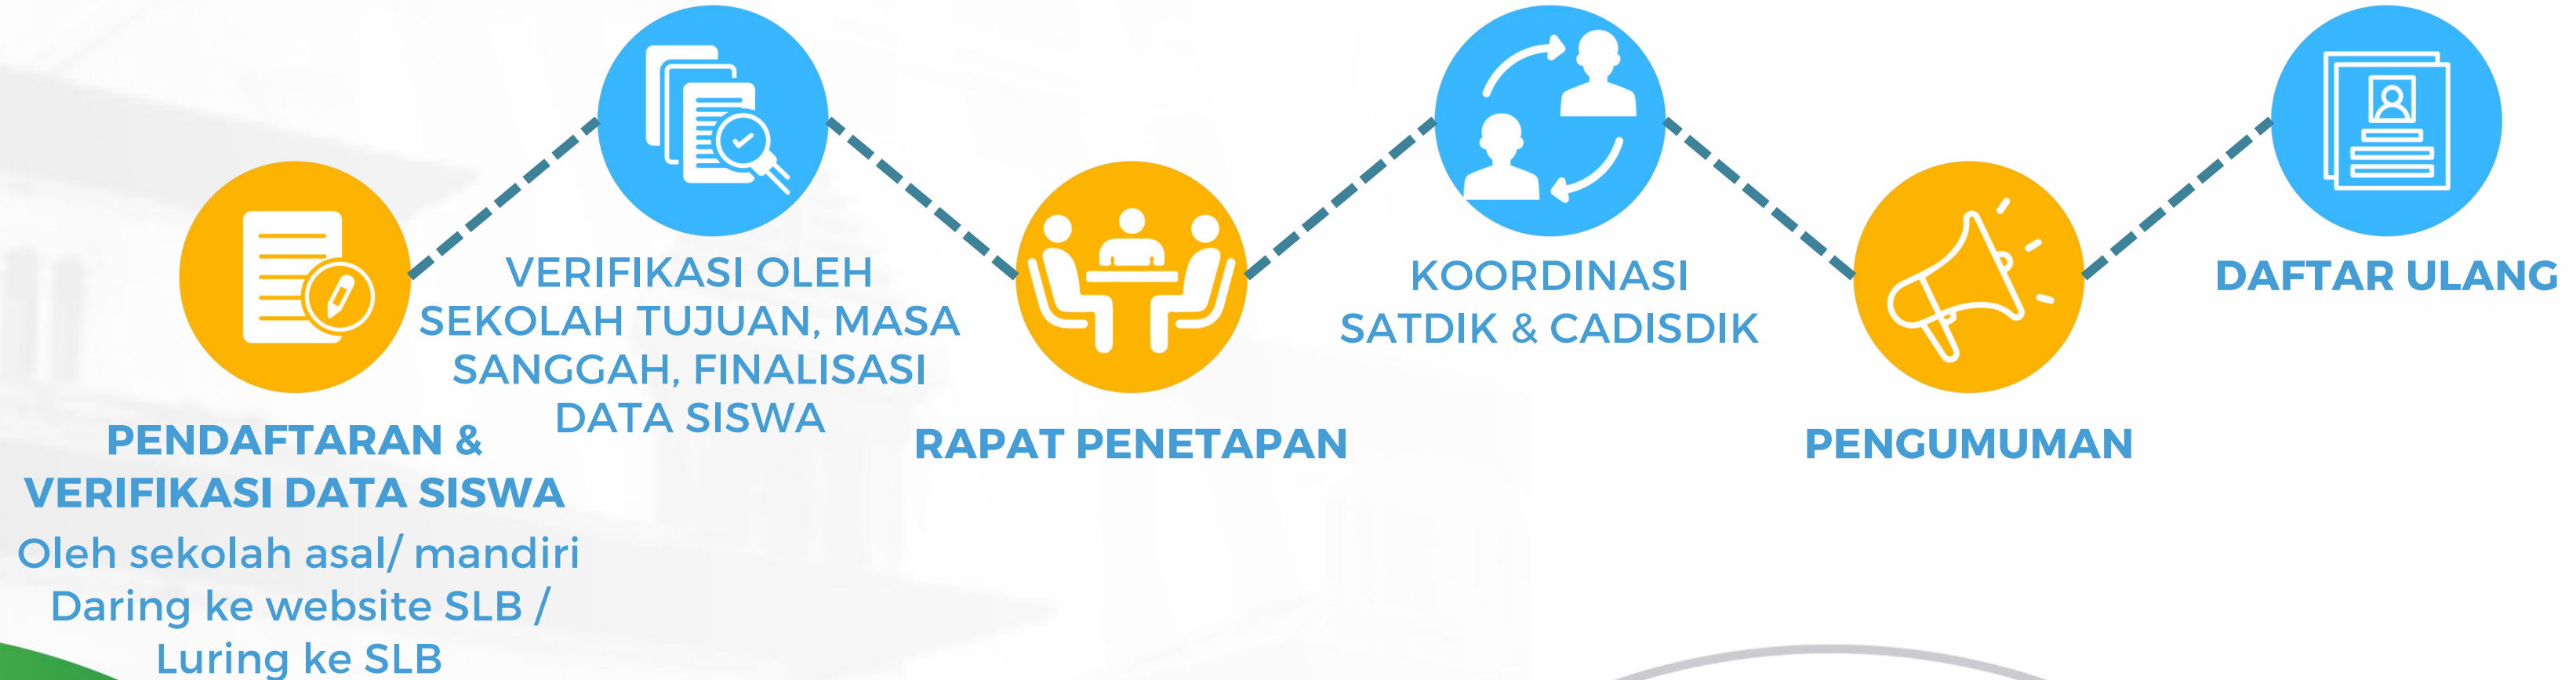 PENDAFTARAN &
VERIFIKASI DATA SISWA
Oleh sekolah asal/ mandiri
Daring ke website SLB /
Luring ke SLB
VERIFIKASI OLEH
SEKOLAH TUJUAN, MASA
SANGGAH, FINALISASI
DATA SISWA
RAPAT PENETAPAN
KOORDINASI
SATDIK & CADISDIK
PENGUMUMAN
DAFTAR ULANG